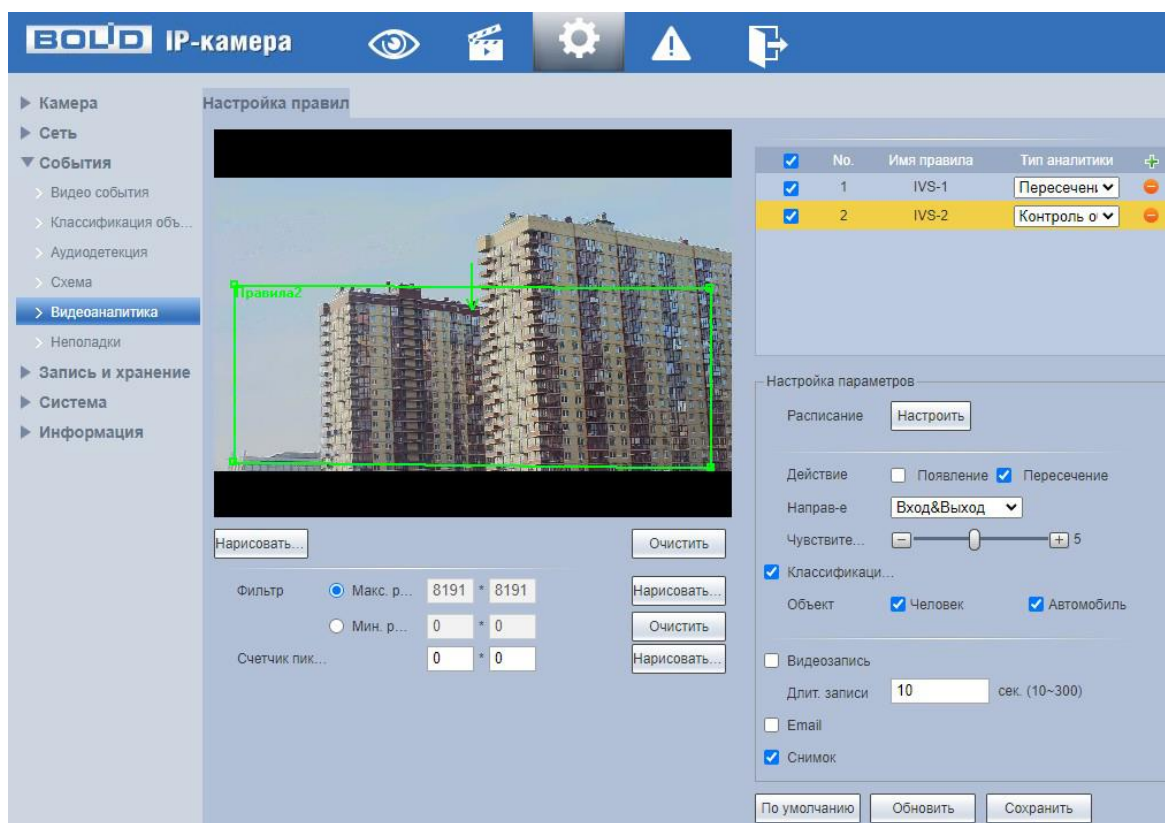 BOLID IP-камера
Камера
Сеть
События
Видео события
Классификация объ...
Аудиодетекция
Схема
Видеоаналитика
Неполадки
Запись и хранение
Система
Информация
Настройка правил
Правила2
Нарисовать...
Очистить
Фильтр Макс. р... 8191 * 8191 Нарисовать...
Мин. р... 0 * 0 Очистить
Счетчик пик... 0 * 0 Нарисовать...
No. Имя правила Тип аналитики
1 IVS-1 Пересечени
2 IVS-2 Контроль о
Настройка параметров
Расписание Настроить
Действие Появление Пересечение
Направ-е Вход&Выход
Чувствите... 5
Классификаци...
Объект Человек Автомобиль
Видеозапись
Длит. записи 10 сек. (10~300)
Email
Снимок
По умолчанию Обновить Сохранить